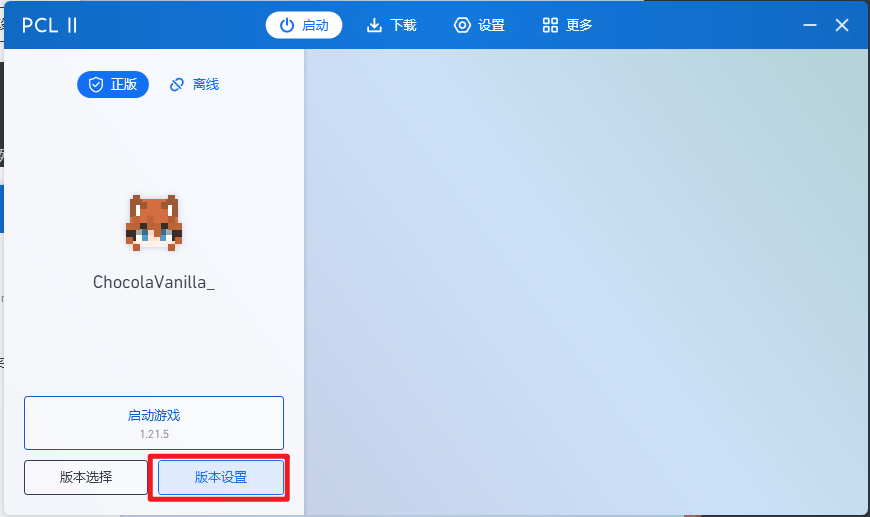 PCL II
启动
下载
设置
更多
正版
离线
ChocolaVanilla_
启动游戏
1.21.5
版本选择
版本设置